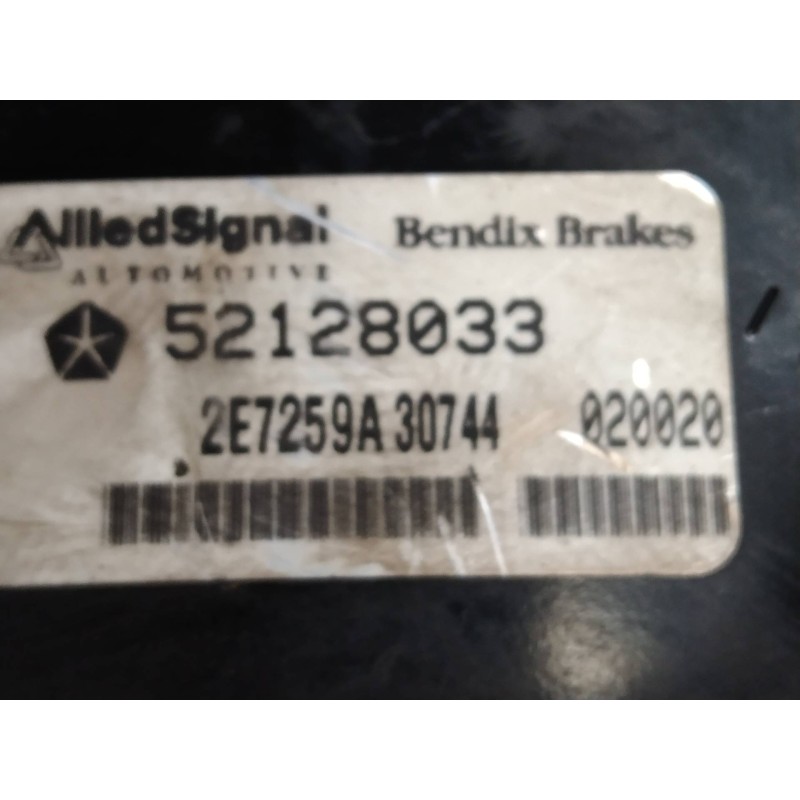 AlliedSignal Bendix Brakes
AUTOMOTIVE
52128033
2E7259A 30744 020020